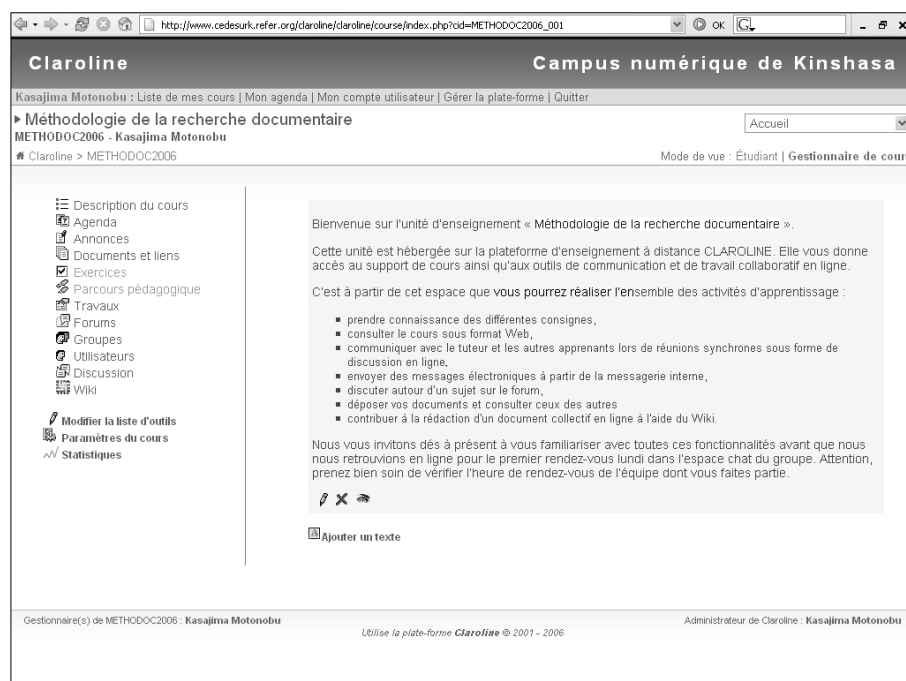 http://www.cedesurk.refer.org/claroline/claroline/course/index.php?cid=METHODOC2006_001
OK
G
Claroline
Campus numérique de Kinshasa
Kasajima Motonobu : Liste de mes cours | Mon agenda | Mon compte utilisateur | Gérer la plate-forme | Quitter
Méthodologie de la recherche documentaire
Accueil
METHODOC2006 - Kasajima Motonobu
Claroline > METHODOC2006
Mode de vue : Étudiant | Gestionnaire de cour
Description du cours
Agenda
Annonces
Documents et liens
Exercices
Parcours pédagogique
Travaux
Forums
Groupes
Utilisateurs
Discussion
Wiki
Modifier la liste d'outils
Paramètres du cours
Statistiques
Bienvenue sur l'unité d'enseignement « Méthodologie de la recherche documentaire ».
Cette unité est hébergée sur la plateforme d'enseignement à distance CLAROLINE. Elle vous donne
accès au support de cours ainsi qu'aux outils de communication et de travail collaboratif en ligne.
C'est à partir de cet espace que vous pourrez réaliser l'ensemble des activités d'apprentissage :
▪ prendre connaissance des différentes consignes,
▪ consulter le cours sous format Web,
▪ communiquer avec le tuteur et les autres apprenants lors de réunions synchrones sous forme de
discussion en ligne,
▪ envoyer des messages électroniques à partir de la messagerie interne,
▪ discuter autour d'un sujet sur le forum,
▪ déposer vos documents et consulter ceux des autres
▪ contribuer à la rédaction d'un document collectif en ligne à l'aide du Wiki.
Nous vous invitons dés à présent à vous familiariser avec toutes ces fonctionnalités avant que nous
nous retrouvions en ligne pour le premier rendez-vous lundi dans l'espace chat du groupe. Attention,
prenez bien soin de vérifier l'heure de rendez-vous de l'équipe dont vous faites partie.
Ajouter un texte
Gestionnaire(s) de METHODOC2006 : Kasajima Motonobu
Administrateur de Claroline : Kasajima Motonobu
Utilise la plate-forme Claroline © 2001 - 2006